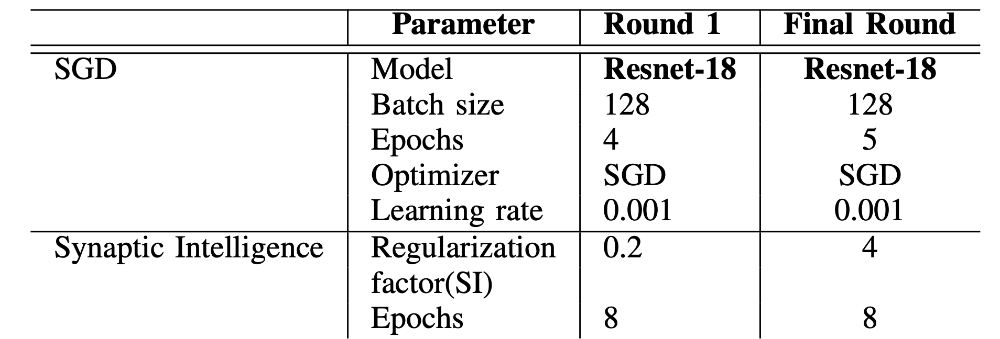 Parameter Round 1 Final Round
SGD Model Resnet-18 Resnet-18
Batch size 128 128
Epochs 4 5
Optimizer SGD SGD
Learning rate 0.001 0.001
Synaptic Intelligence Regularization 0.2 4
factor(SI)
Epochs 8 8